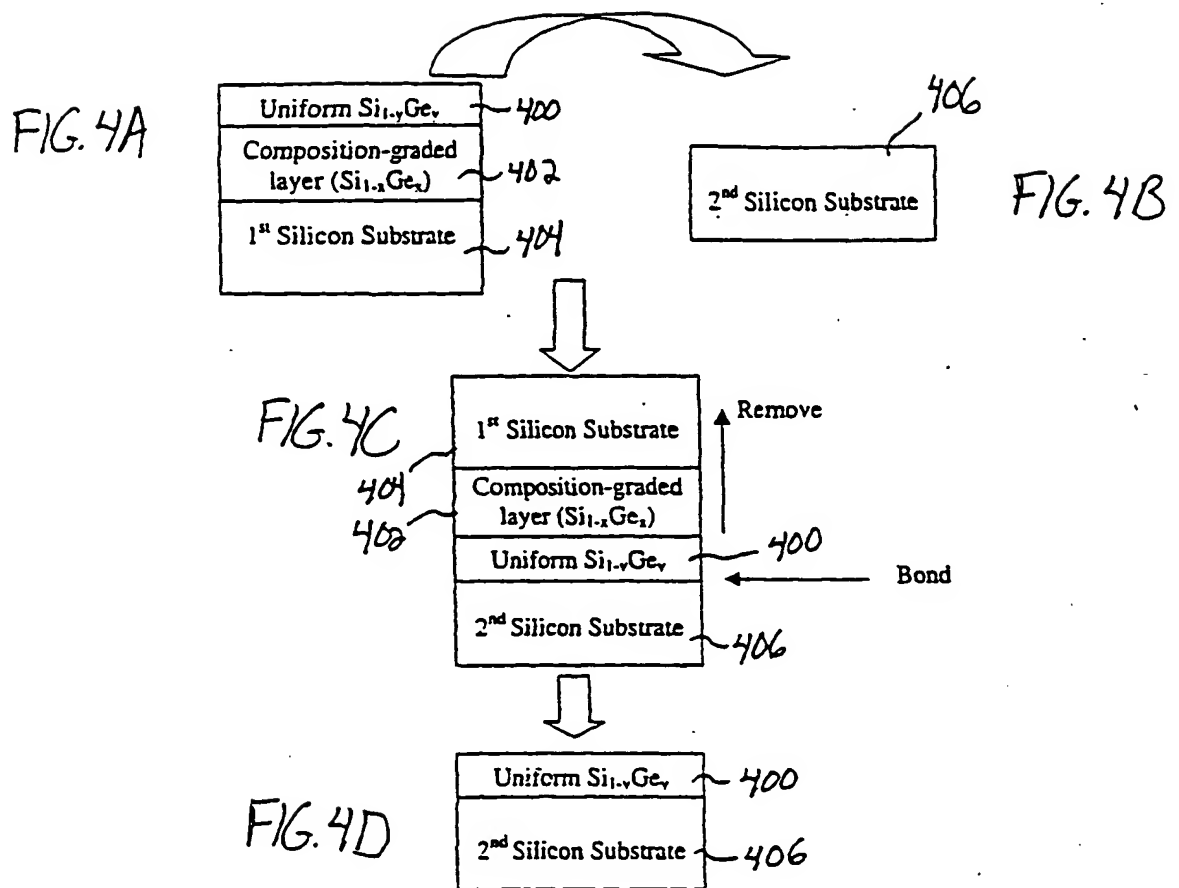 FIG. 4A
Uniform Si1-yGey
400
Composition-graded
layer (Si1-xGex)
402
1st Silicon Substrate
404
406
2nd Silicon Substrate
FIG. 4B
FIG. 4C
1st Silicon Substrate
Remove
404
Composition-graded
layer (Si1-xGex)
402
Uniform Si1-yGey
400
Bond
2nd Silicon Substrate
406
Uniform Si1-yGey
400
FIG. 4D
2nd Silicon Substrate
406